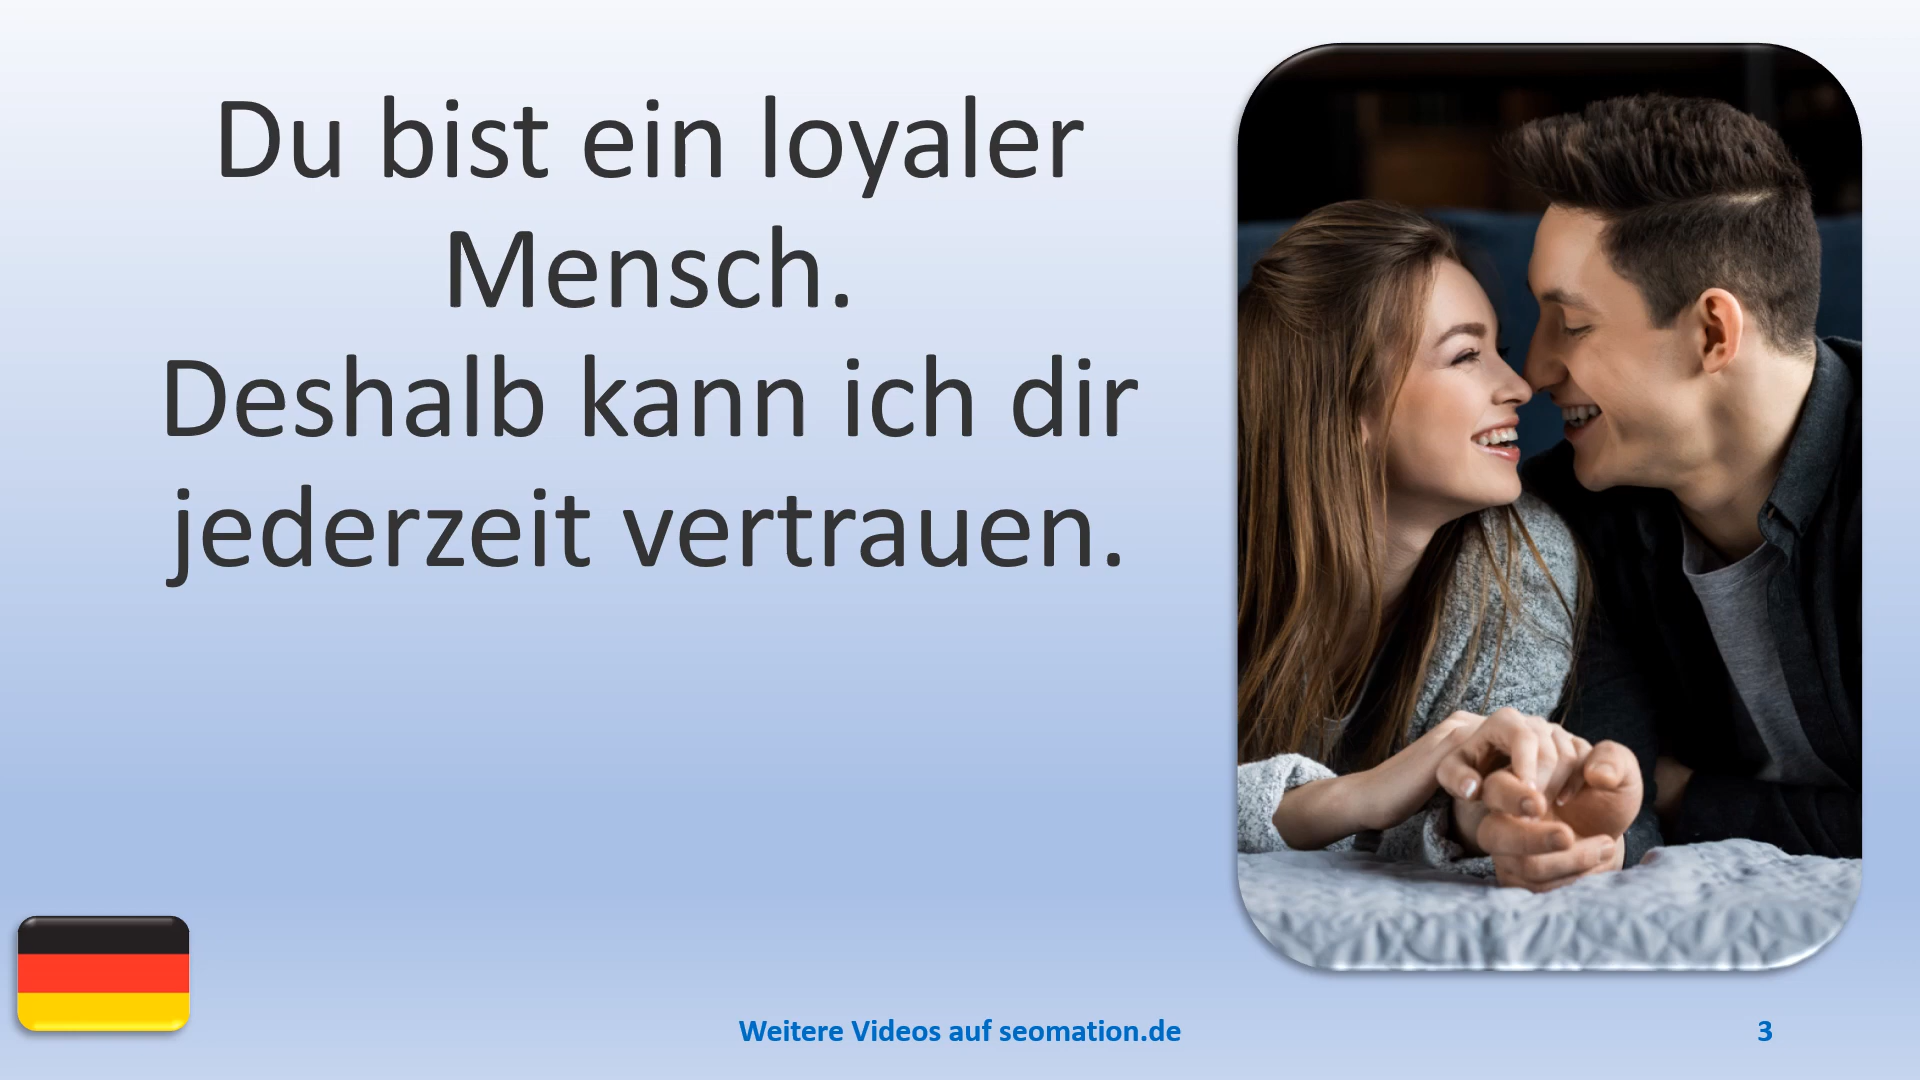 Du bist ein loyaler
Mensch.
Deshalb kann ich dir
jederzeit vertrauen.
Weitere Videos auf seomation.de
3